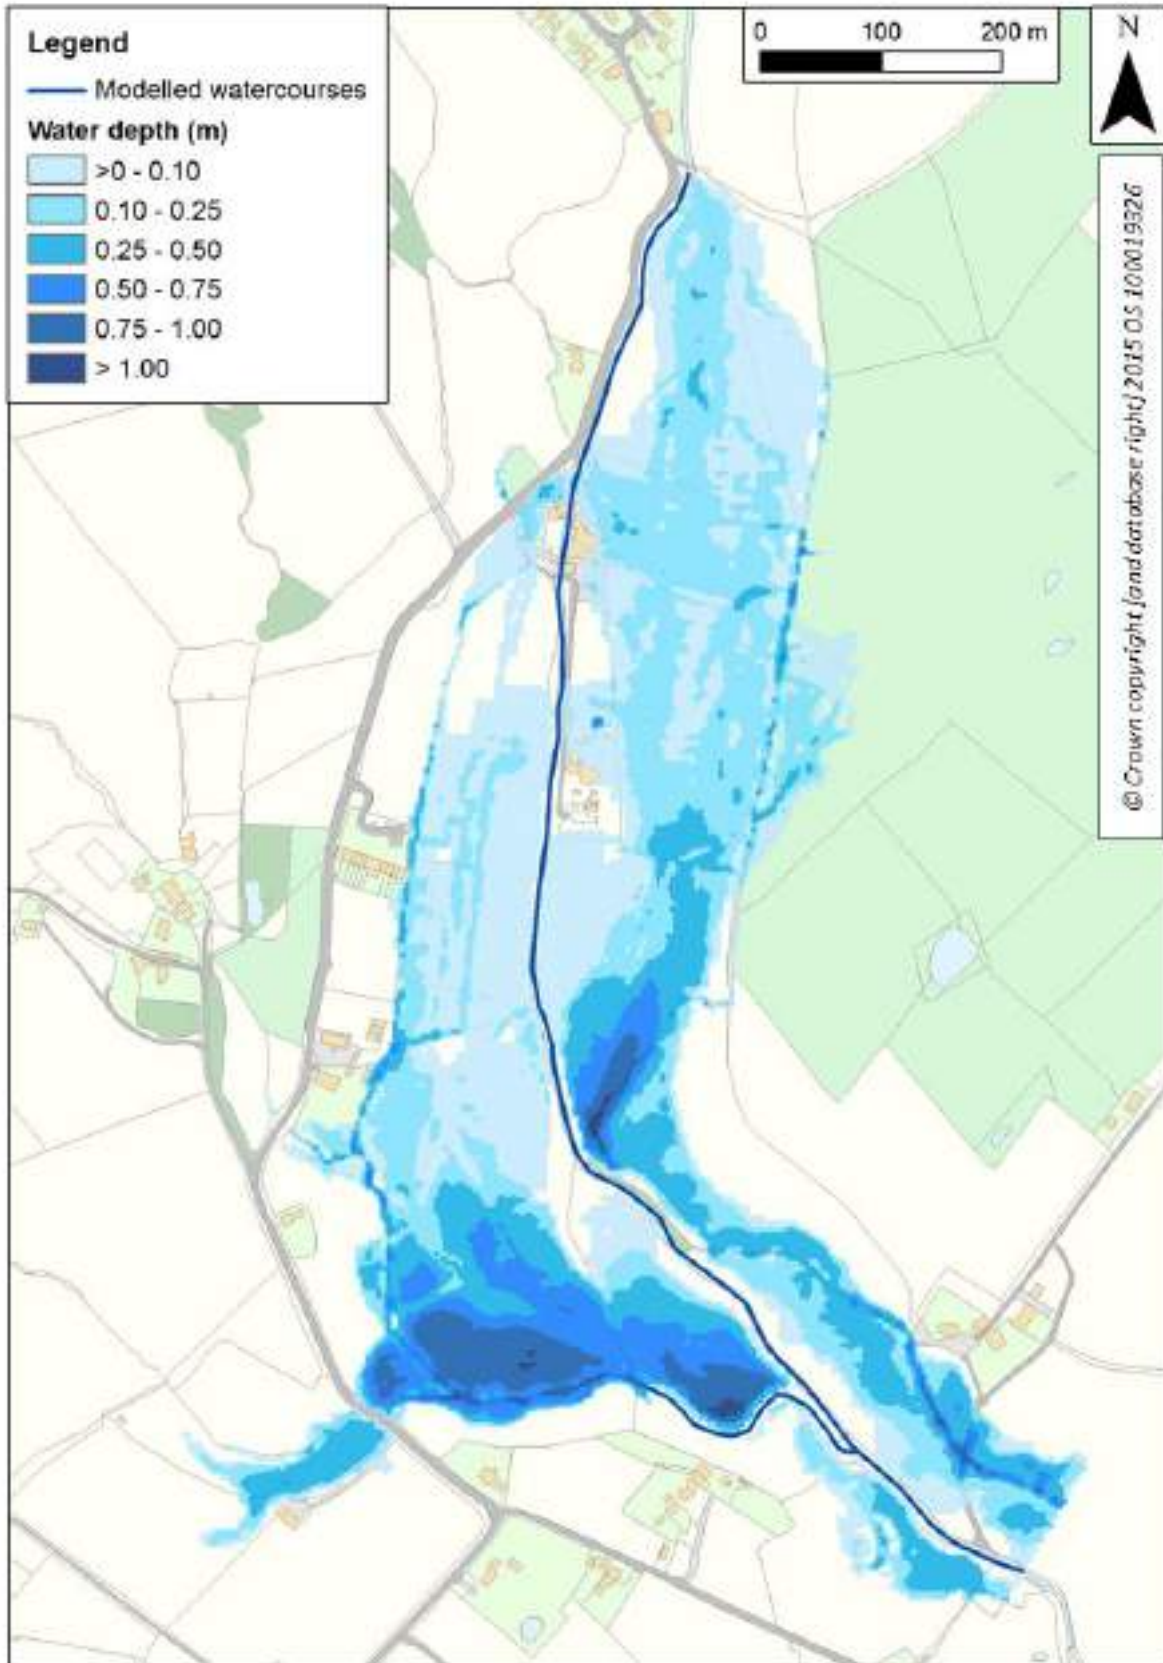 Legend
Modelled watercourses
Water depth (m)
>0 - 0.10
0.10 - 0.25
0.25 - 0.50
0.50 - 0.75
0.75 - 1.00
> 1.00
0 100 200 m
N
© Crown copyright [and database right] 2015 OS 100019326